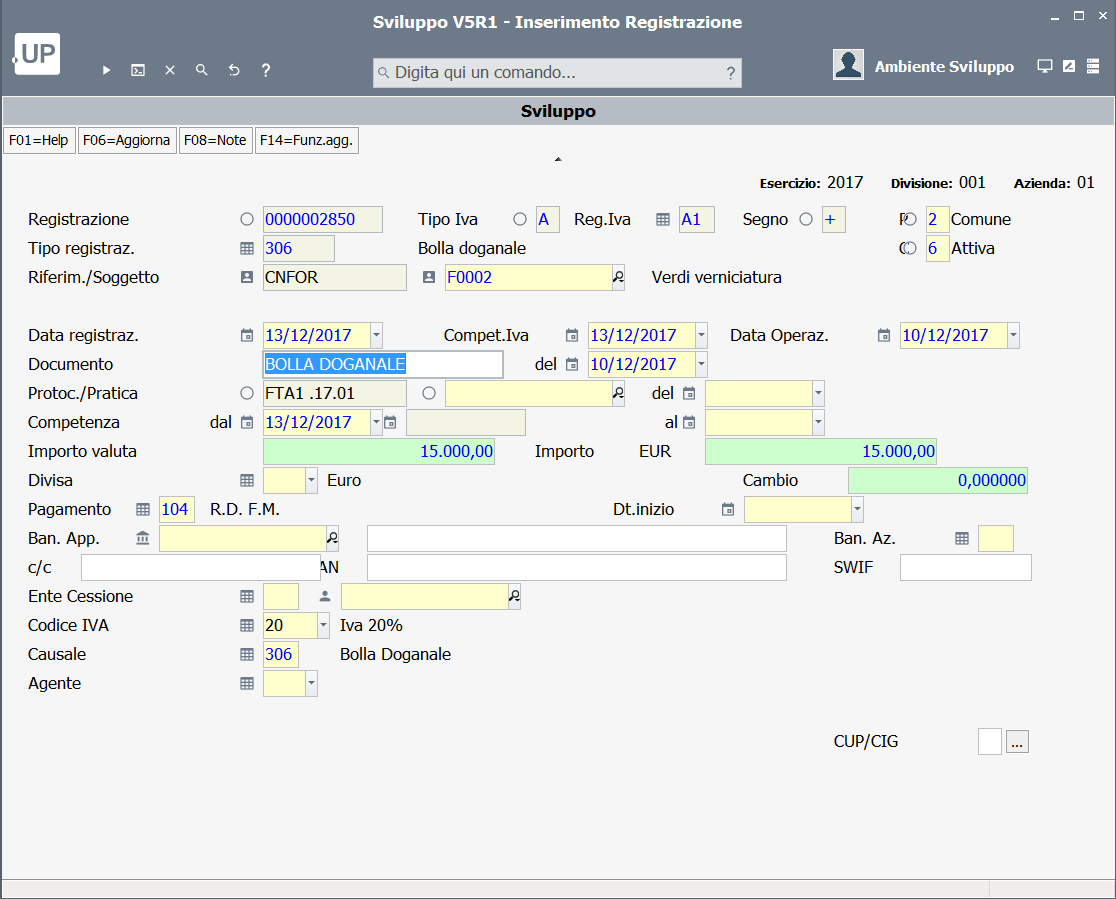 Sviluppo V5R1 - Inserimento Registrazione
.UP
Digita qui un comando... ?
Ambiente Sviluppo
Sviluppo
F01=Help F06=Aggiorna F08=Note F14=Funz.agg.
Esercizio: 2017 Divisione: 001 Azienda: 01
Registrazione 0000002850 Tipo Iva A Reg.Iva A1 Segno + 2 Comune
Tipo registraz. 306 Bolla doganale 6 Attiva
Riferim./Soggetto CNFOR F0002 Verdi verniciatura
Data registraz. 13/12/2017 Compet.Iva 13/12/2017 Data Operaz. 10/12/2017
Documento BOLLA DOGANALE del 10/12/2017
Protoc./Pratica FTA1 .17.01 del
Competenza dal 13/12/2017 al
Importo valuta 15.000,00 Importo EUR 15.000,00
Divisa Euro Cambio 0,000000
Pagamento 104 R.D. F.M. Dt.inizio
Ban. App. Ban. Az.
c/c AN SWIF
Ente Cessione
Codice IVA 20 Iva 20%
Causale 306 Bolla Doganale
Agente
CUP/CIG ...